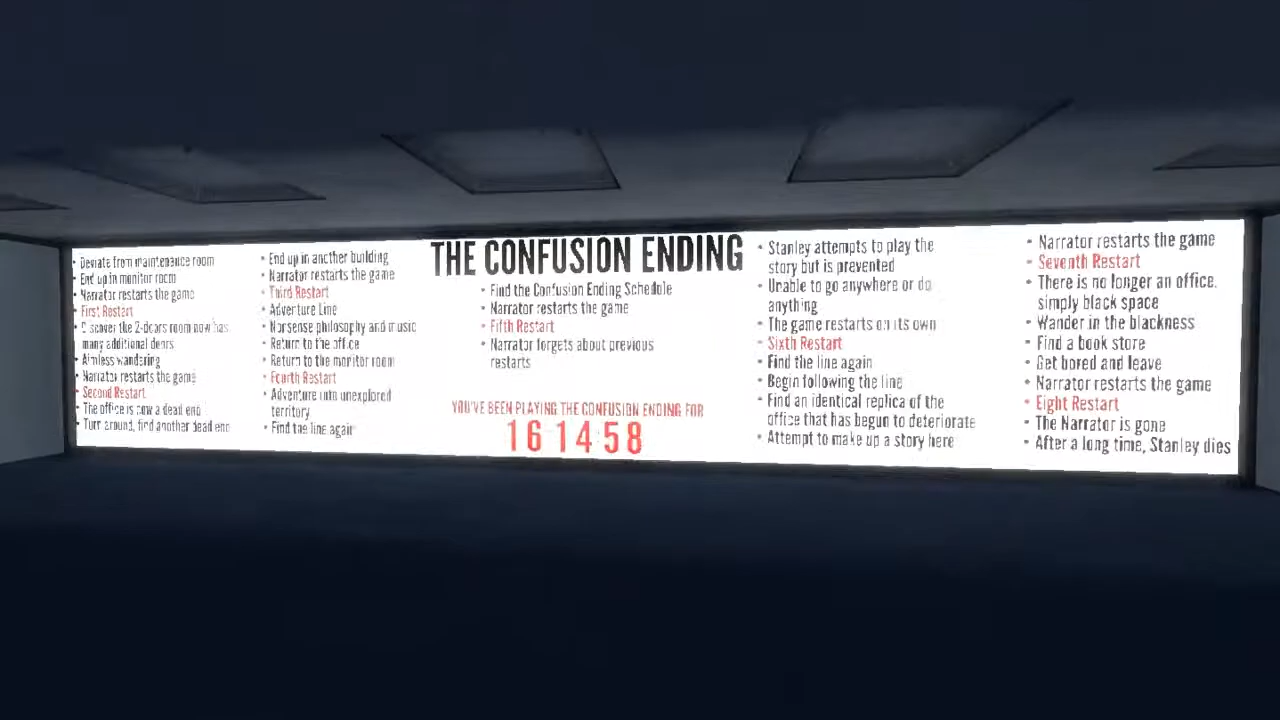 • Deviate from maintenance room
• End up in monitor room
• Narrator restarts the game
• First Restart
• Discover the 2-doors room now has
many additional doors
• Aimless wandering
• Narrator restarts the game
• Second Restart
• The office is now a dead end
• Turn around, find another dead end
• End up in another building
• Narrator restarts the game
• Third Restart
• Adventure Line
• Nonsense philosophy and music
• Return to the office
• Return to the monitor room
• Fourth Restart
• Adventure into unexplored
territory
• Find the line again
THE CONFUSION ENDING
• Find the Confusion Ending Schedule
• Narrator restarts the game
• Fifth Restart
• Narrator forgets about previous
restarts
YOU'VE BEEN PLAYING THE CONFUSION ENDING FOR
16 14 58
• Stanley attempts to play the
story but is prevented
• Unable to go anywhere or do
anything
• The game restarts on its own
• Sixth Restart
• Find the line again
• Begin following the line
• Find an identical replica of the
office that has begun to deteriorate
• Attempt to make up a story here
• Narrator restarts the game
• Seventh Restart
• There is no longer an office,
simply black space
• Wander in the blackness
• Find a book store
• Get bored and leave
• Narrator restarts the game
• Eight Restart
• The Narrator is gone
• After a long time, Stanley dies